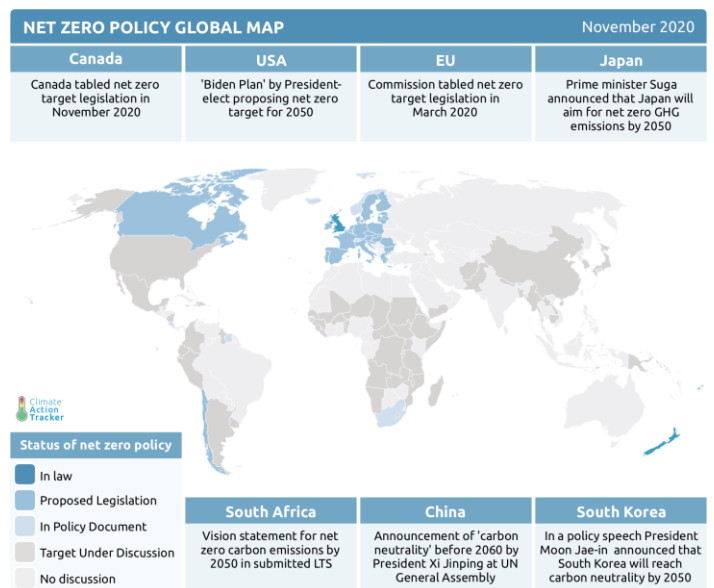 NET ZERO POLICY GLOBAL MAP
November 2020
Canada
Canada tabled net zero
target legislation in
November 2020
USA
'Biden Plan' by President-
elect proposing net zero
target for 2050
EU
Commission tabled net zero
target legislation in
March 2020
Japan
Prime minister Suga
announced that Japan will
aim for net zero GHG
emissions by 2050
Climate
Action
Tracker
Status of net zero policy
In law
Proposed Legislation
In Policy Document
Target Under Discussion
No discussion
South Africa
Vision statement for net
zero carbon emissions by
2050 in submitted LTS
China
Announcement of 'carbon
neutrality' before 2060 by
President Xi Jinping at UN
General Assembly
South Korea
In a policy speech President
Moon Jae-in announced that
South Korea will reach
carbon neutrality by 2050